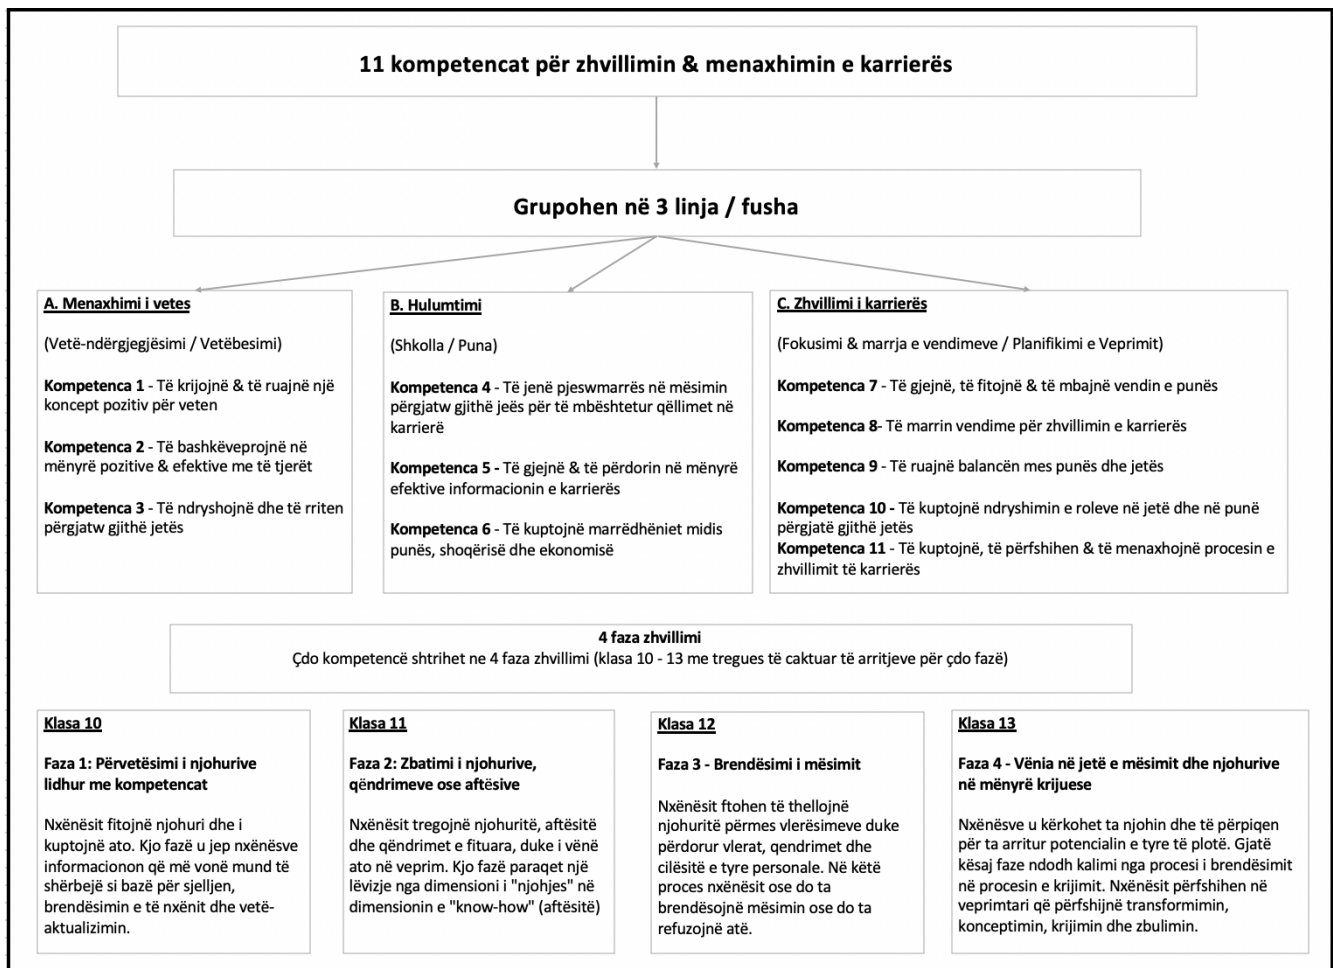 11 kompetencat për zhvillimin & menaxhimin e karrierës
Grupohen në 3 linja / fusha
A. Menaxhimi i vetes
(Vetë-ndërgjegjësimi / Vetëbesimi)
Kompetenca 1 - Të krijojnë & të ruajnë një
koncept pozitiv për veten
Kompetenca 2 - Të bashkëveprojnë në
mënyrë pozitive & efektive me të tjerët
Kompetenca 3 - Të ndryshojnë dhe të rriten
përgjatw gjithë jetës
B. Hulumtimi
(Shkolla / Puna)
Kompetenca 4 - Të jenë pjeswmarrës në mësimin
përgjatw gjithë jeës për të mbështetur qëllimet në
karrierë
Kompetenca 5 - Të gjejnë & të përdorin në mënyrë
efektive informacionin e karrierës
Kompetenca 6 - Të kuptojnë marrëdhëniet midis
punës, shoqërisë dhe ekonomisë
C. Zhvillimi i karrierës
(Fokusimi & marrja e vendimeve / Planifikimi e Veprimit)
Kompetenca 7 - Të gjejnë, të fitojnë & të mbajnë vendin e punës
Kompetenca 8- Të marrin vendime për zhvillimin e karrierës
Kompetenca 9 - Të ruajnë balancën mes punës dhe jetës
Kompetenca 10 - Të kuptojnë ndryshimin e roleve në jetë dhe në punë
përgjatë gjithë jetës
Kompetenca 11 - Të kuptojnë, të përfshihen & të menaxhojnë procesin e
zhvillimit të karrierës
4 faza zhvillimi
Çdo kompetencë shtrihet ne 4 faza zhvillimi (klasa 10 - 13 me tregues të caktuar të arritjeve për çdo fazë)
Klasa 10
Faza 1: Përvetësimi i njohurive
lidhur me kompetencat
Nxënësit fitojnë njohuri dhe i
kuptojnë ato. Kjo fazë u jep nxënësve
informacionon që më vonë mund të
shërbejë si bazë për sjelljen,
brendësimin e të nxënit dhe vetë-
aktualizimin.
Klasa 11
Faza 2: Zbatimi i njohurive,
qëndrimeve ose aftësive
Nxënësit tregojnë njohuritë, aftësitë
dhe qëndrimet e fituara, duke i vënë
ato në veprim. Kjo fazë paraqet një
lëvizje nga dimensioni i "njohjes" në
dimensionin e "know-how" (aftësitë)
Klasa 12
Faza 3 - Brendësimi i mësimit
Nxënësit ftohen të thellojnë
njohuritë përmes vlerësimeve duke
përdorur vlerat, qendrimet dhe
cilësitë e tyre personale. Në këtë
proces nxënësit ose do ta
brendësojnë mësimin ose do ta
refuzojnë atë.
Klasa 13
Faza 4 - Vënia në jetë e mësimit dhe njohurive
në mënyrë krijuese
Nxënësve u kërkohet ta njohin dhe të përpiqen
për ta arritur potencialin e tyre të plotë. Gjatë
kësaj faze ndodh kalimi nga procesi i brendësimit
në procesin e krijimit. Nxënësit përfshihen në
veprimtari që përfshijnë transformimin,
konceptimin, krijimin dhe zbulimin.